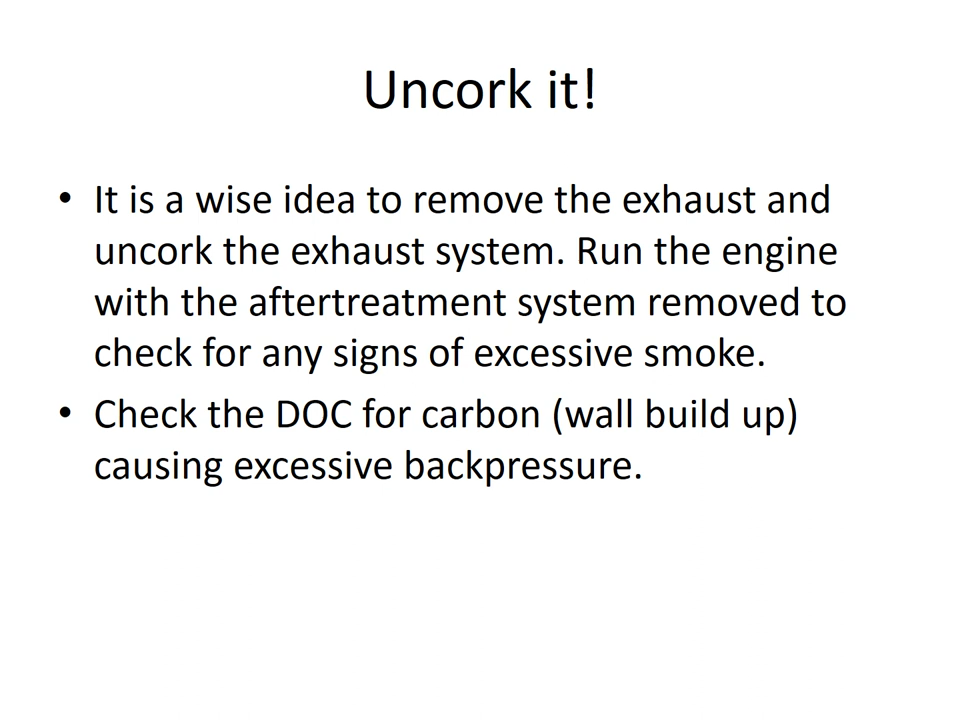 Uncork it!
• It is a wise idea to remove the exhaust and
uncork the exhaust system. Run the engine
with the aftertreatment system removed to
check for any signs of excessive smoke.
• Check the DOC for carbon (wall build up)
causing excessive backpressure.